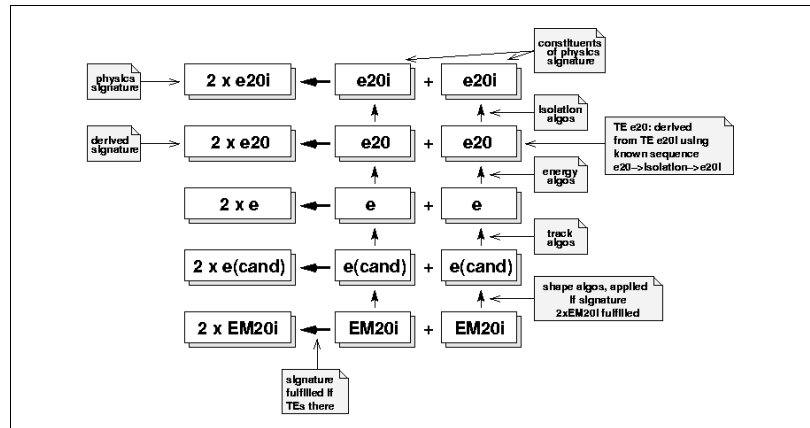 constituents
of physics
signature
physics
signature
2 x e20i
e20i
+
e20i
isolation
algos
derived
signature
2 x e20
e20
+
e20
TE e20: derived
from TE e20i using
known sequence
e20->isolation->e20i
energy
algos
2 x e
e
+
e
track
algos
2 x e(cand)
e(cand)
+
e(cand)
shape algos, applied
if signature
2xEM20i fulfilled
2 x EM20i
EM20i
+
EM20i
signature
fulfilled if
TEs there